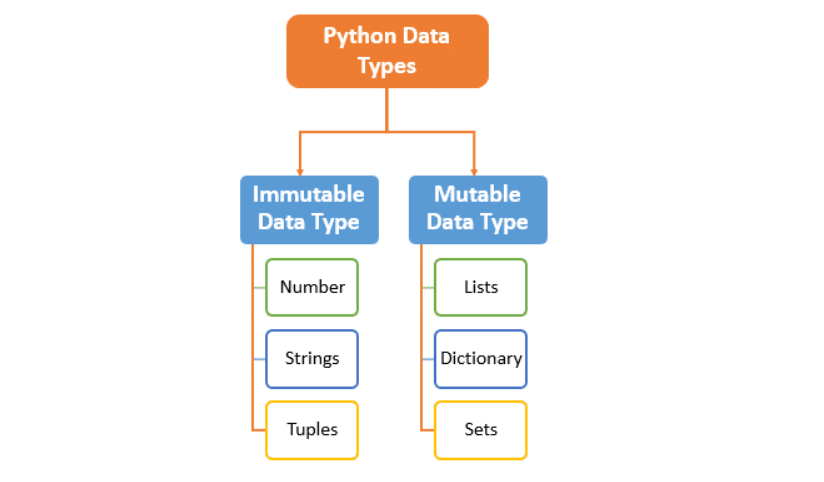 Python Data
Types
Immutable
Data Type
Number
Strings
Tuples
Mutable
Data Type
Lists
Dictionary
Sets